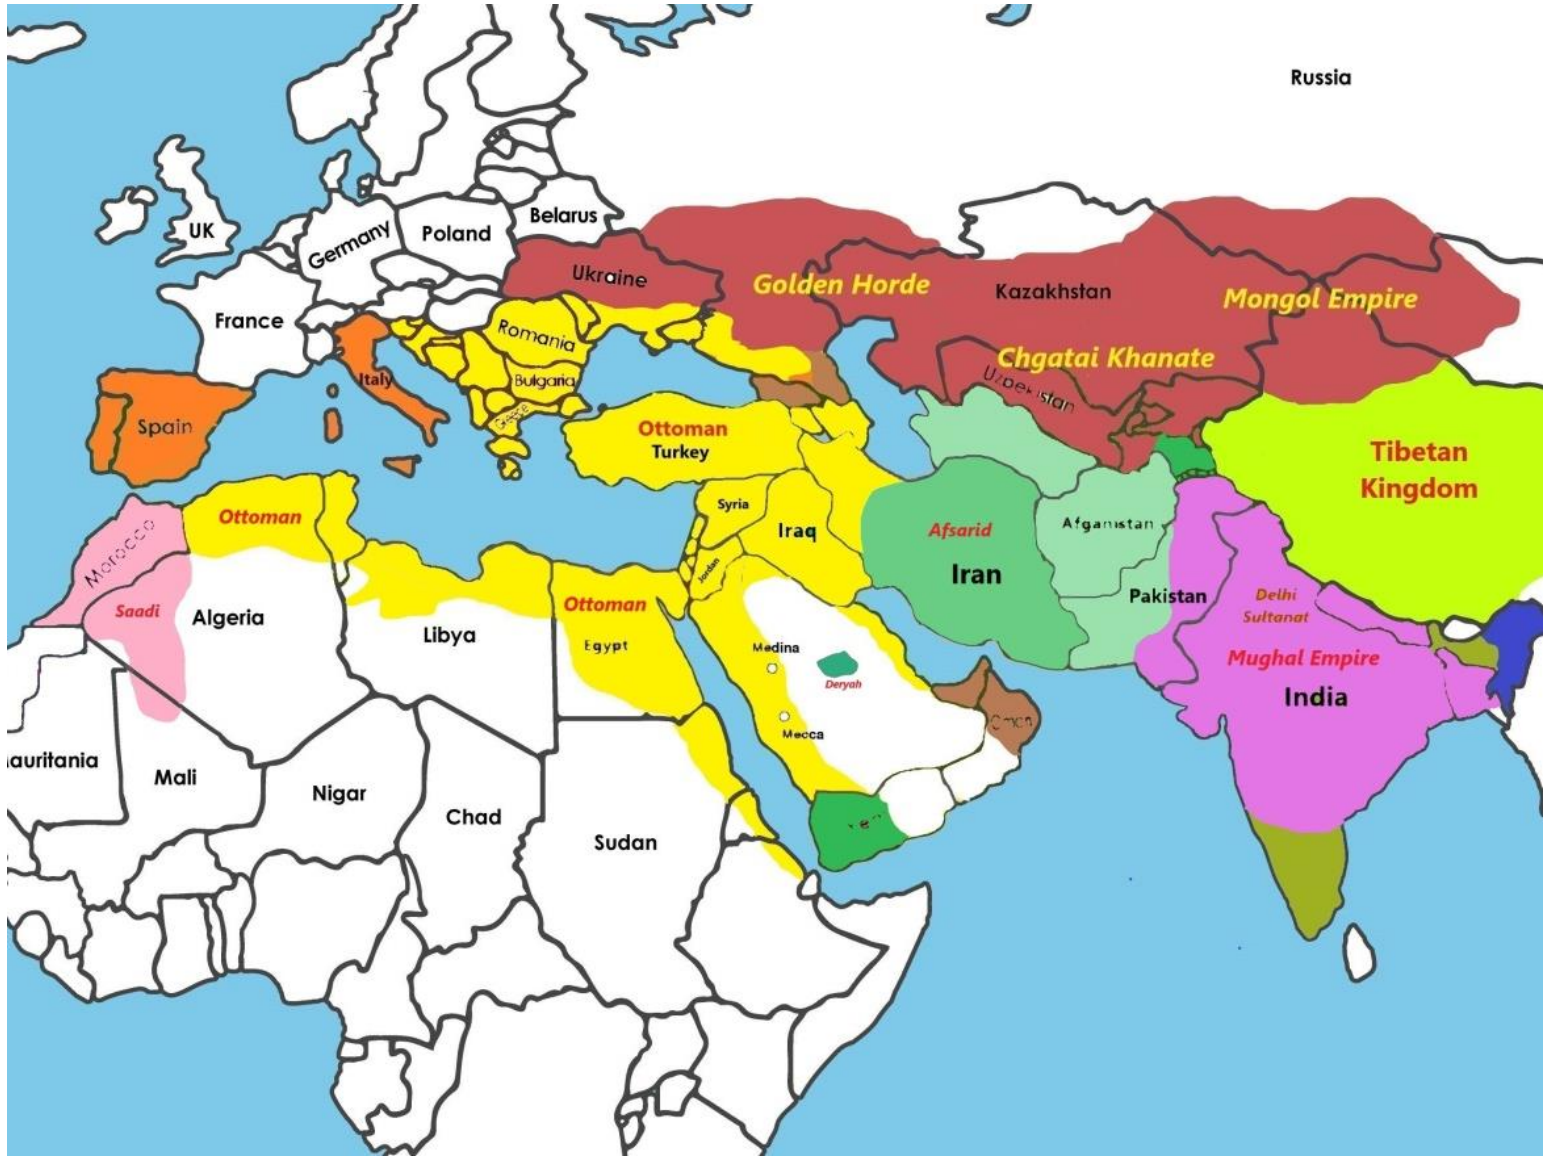 Russia
UK
Belarus
Poland
Germany
Ukraine
France
Golden Horde
Kazakhstan
Mongol Empire
Romania
Chgatai Khanate
Uzbekistan
Italy
Bulgaria
Spain
Greece
Ottoman
Turkey
Tibetan
Kingdom
Syria
Iraq
Ottoman
Morocco
Afsarid
Afganistan
Iran
Jordan
Saadi
Algeria
Ottoman
Libya
Egypt
Pakistan
Delhi
Sultanat
Medina
Mughal Empire
India
Deryah
Oman
Mecca
auritania
Mali
Nigar
Chad
Sudan